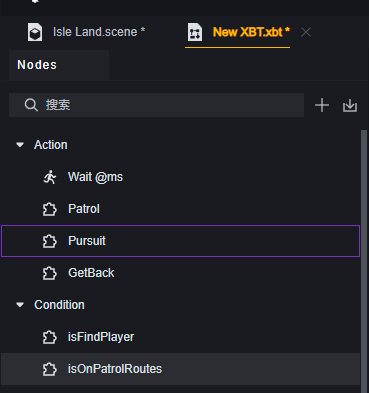 Isle Land.scene * New XBT.xbt *
Nodes
搜索
Action
Wait @ms
Patrol
Pursuit
GetBack
Condition
isFindPlayer
isOnPatrolRoutes